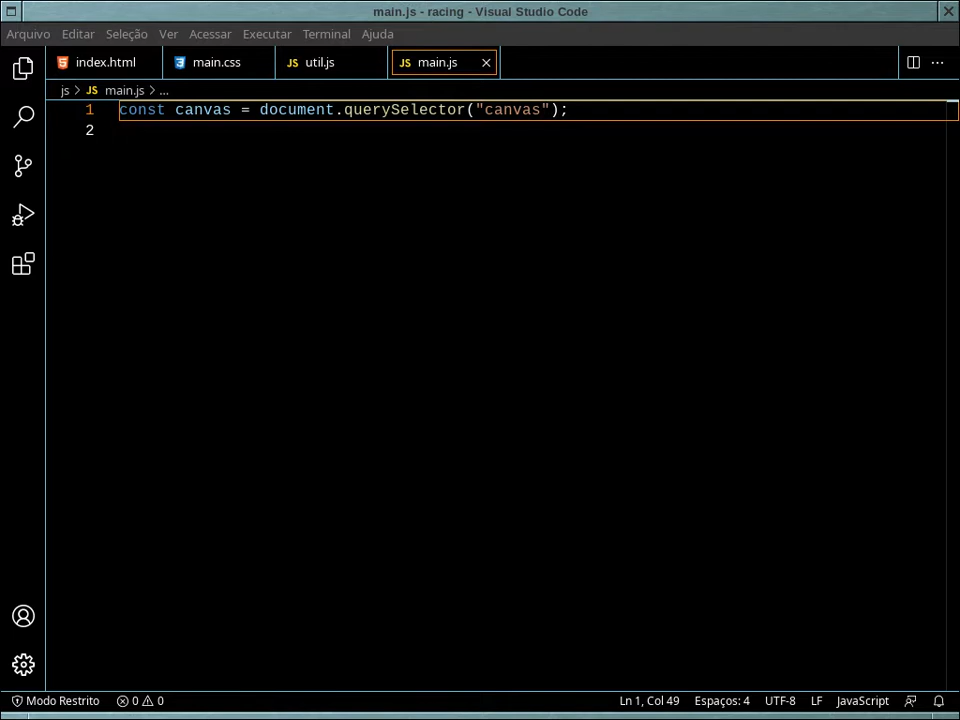 main.js - racing - Visual Studio Code
Arquivo Editar Seleção Ver Acessar Executar Terminal Ajuda
index.html main.css JS util.js JS main.js
js > JS main.js > ...
1 const canvas = document.querySelector("canvas");
2
Modo Restrito 0 0 Ln 1, Col 49 Espaços: 4 UTF-8 LF JavaScript